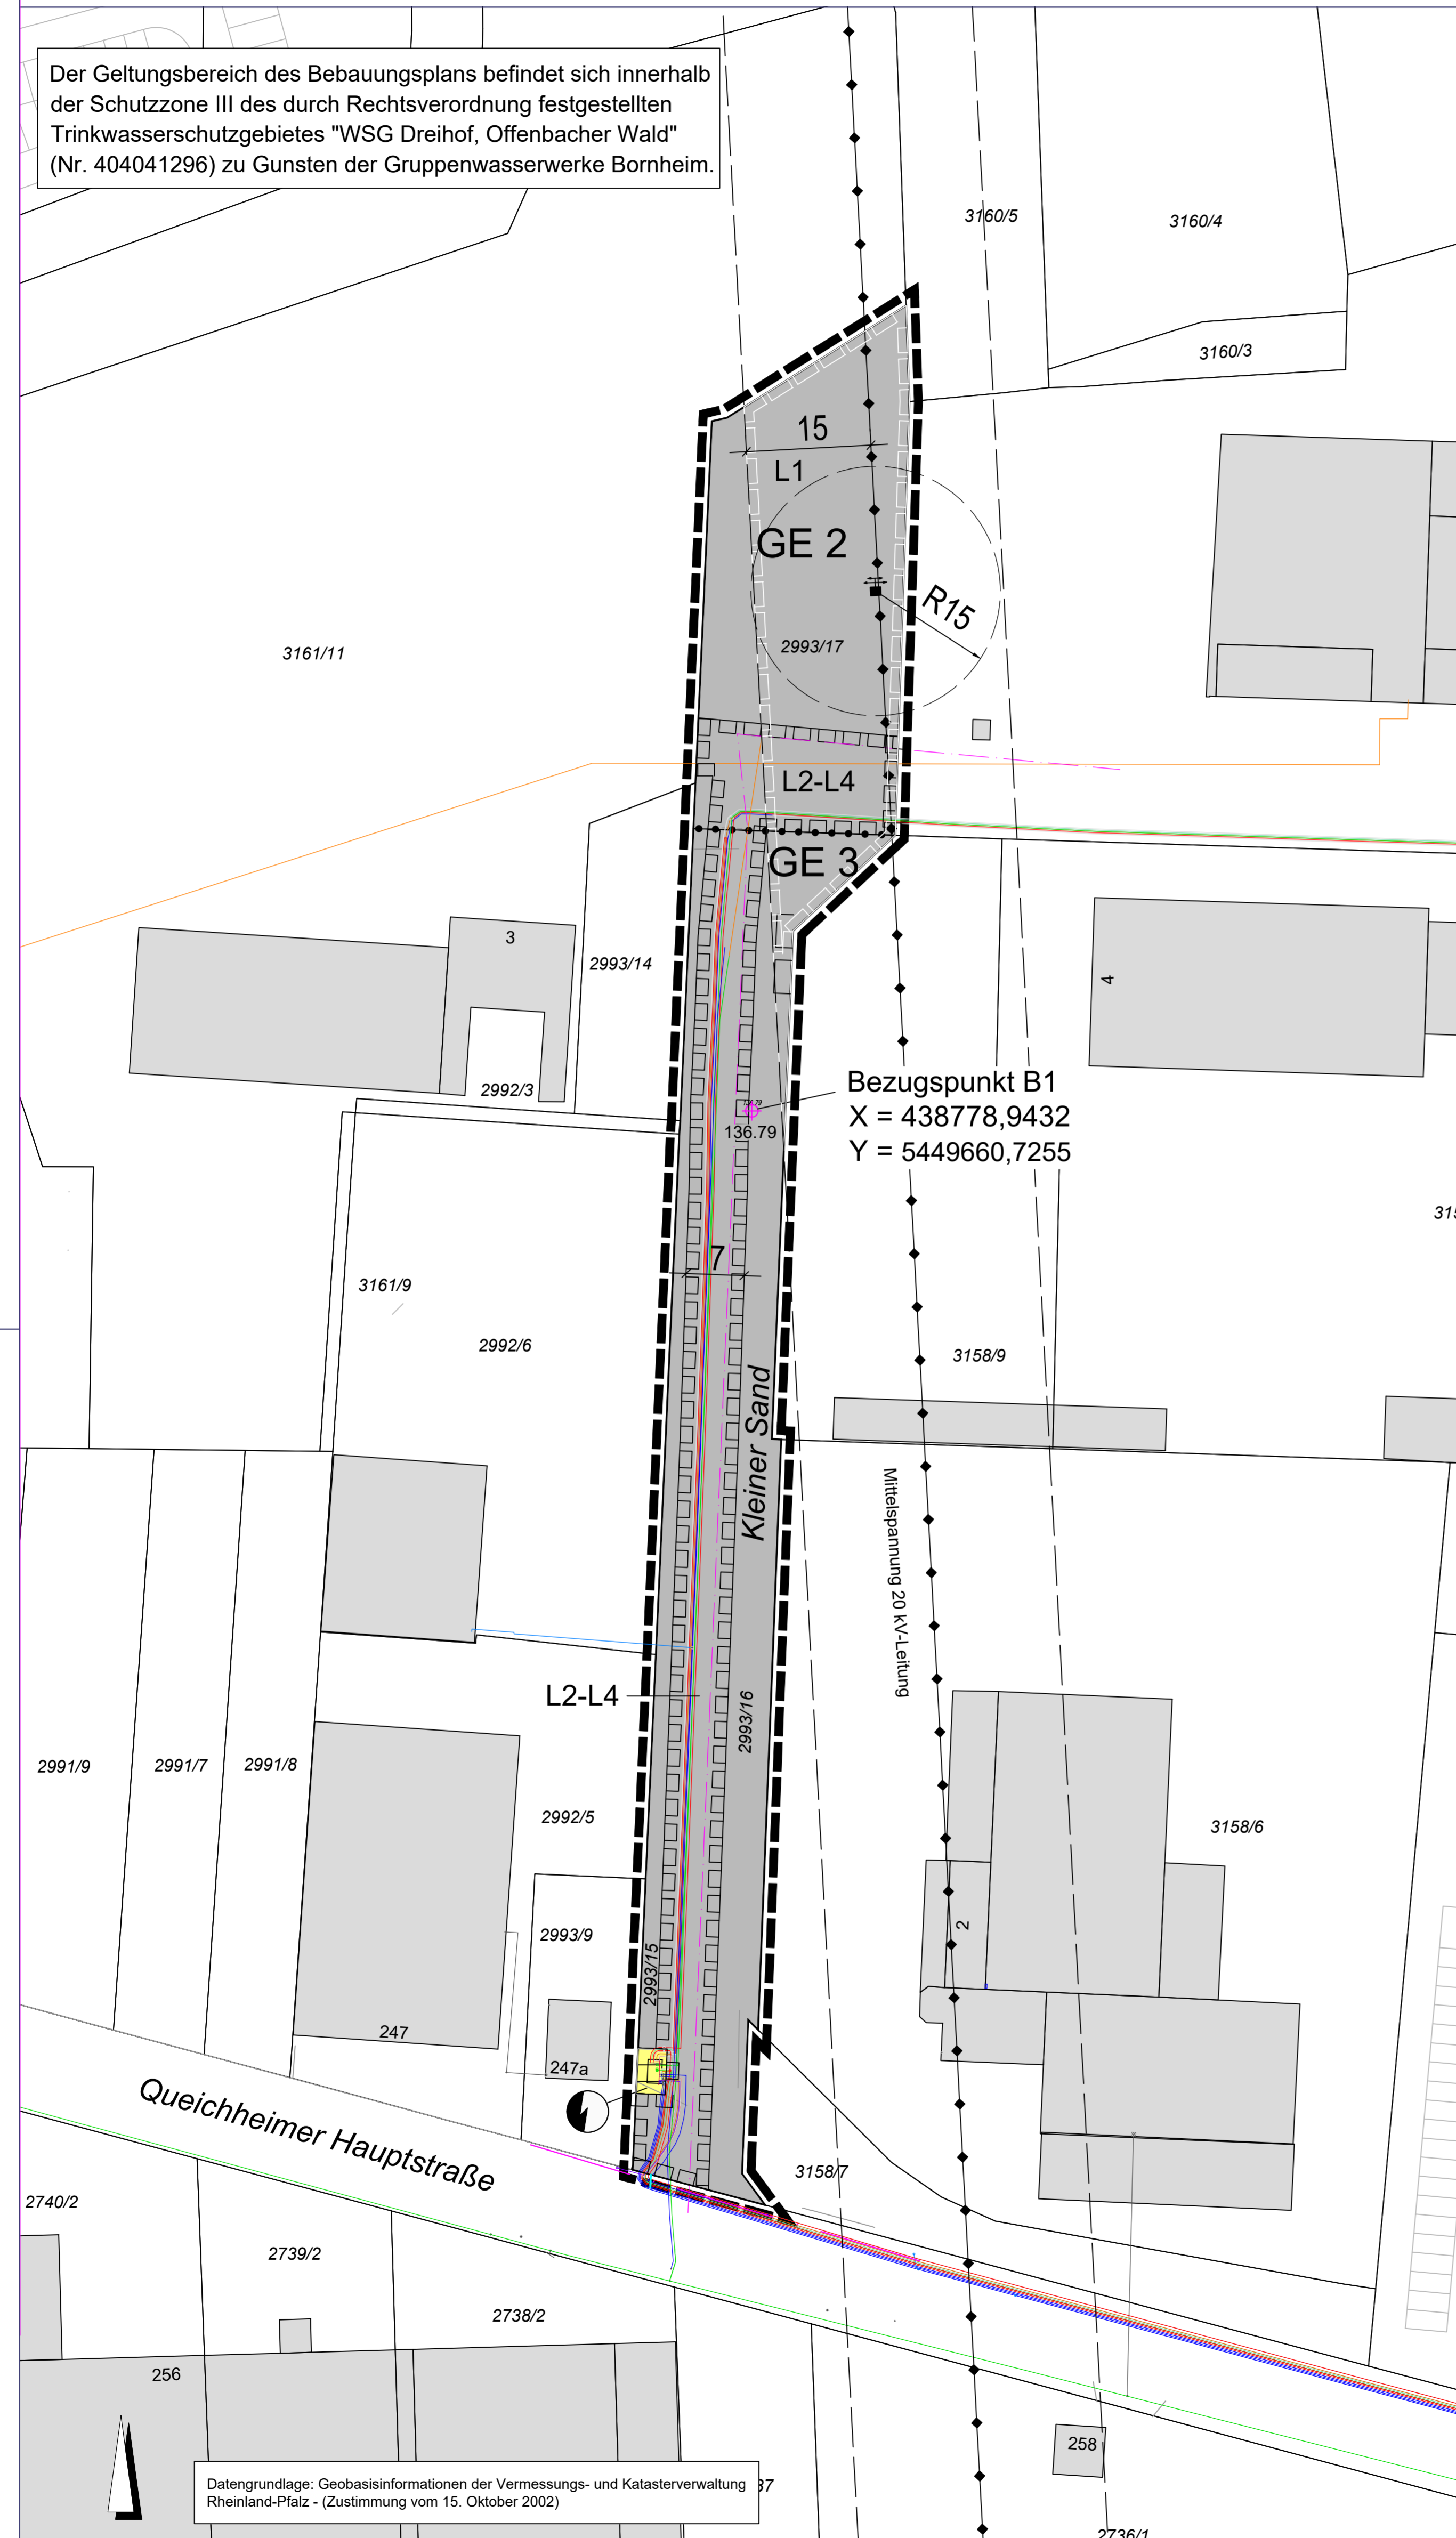 Der Geltungsbereich des Bebauungsplans befindet sich innerhalb
der Schutzzone III des durch Rechtsverordnung festgestellten
Trinkwasserschutzgebietes "WSG Dreihof, Offenbacher Wald"
(Nr. 404041296) zu Gunsten der Gruppenwasserwerke Bornheim.
3160/5
3160/4
3160/3
15
L1
GE 2
R15
2993/17
3161/11
L2-L4
GE 3
3
2993/14
4
2992/3
Bezugspunkt B1
X = 438778,9432
Y = 5449660,7255
136.79
7
3161/9
2992/6
3158/9
Kleiner Sand
Mittelspannung 20 kV-Leitung
L2-L4
2993/16
2991/9
2991/7
2991/8
2992/5
3158/6
2993/9
2993/15
2
247
247a
Queichheimer Hauptstraße
3158/7
2740/2
2739/2
2738/2
256
258
Datengrundlage: Geobasisinformationen der Vermessungs- und Katasterverwaltung
Rheinland-Pfalz - (Zustimmung vom 15. Oktober 2002)
2736/1